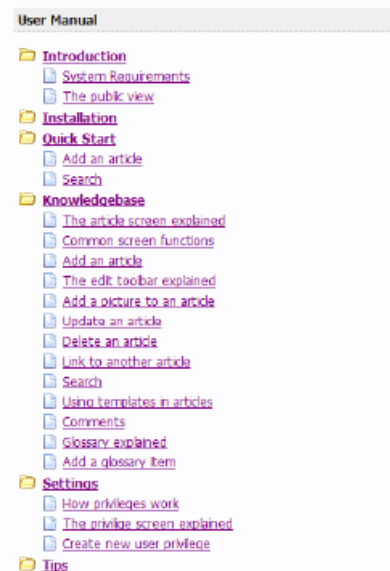 User Manual
Introduction
System Requirements
The public view
Installation
Quick Start
Add an article
Search
Knowledgebase
The article screen explained
Common screen functions
Add an article
The edit toolbar explained
Add a picture to an article
Update an article
Delete an article
Link to another article
Search
Using templates in articles
Comments
Glossary explained
Add a glossary item
Settings
How privileges work
The privilige screen explained
Create new user privilege
Tips